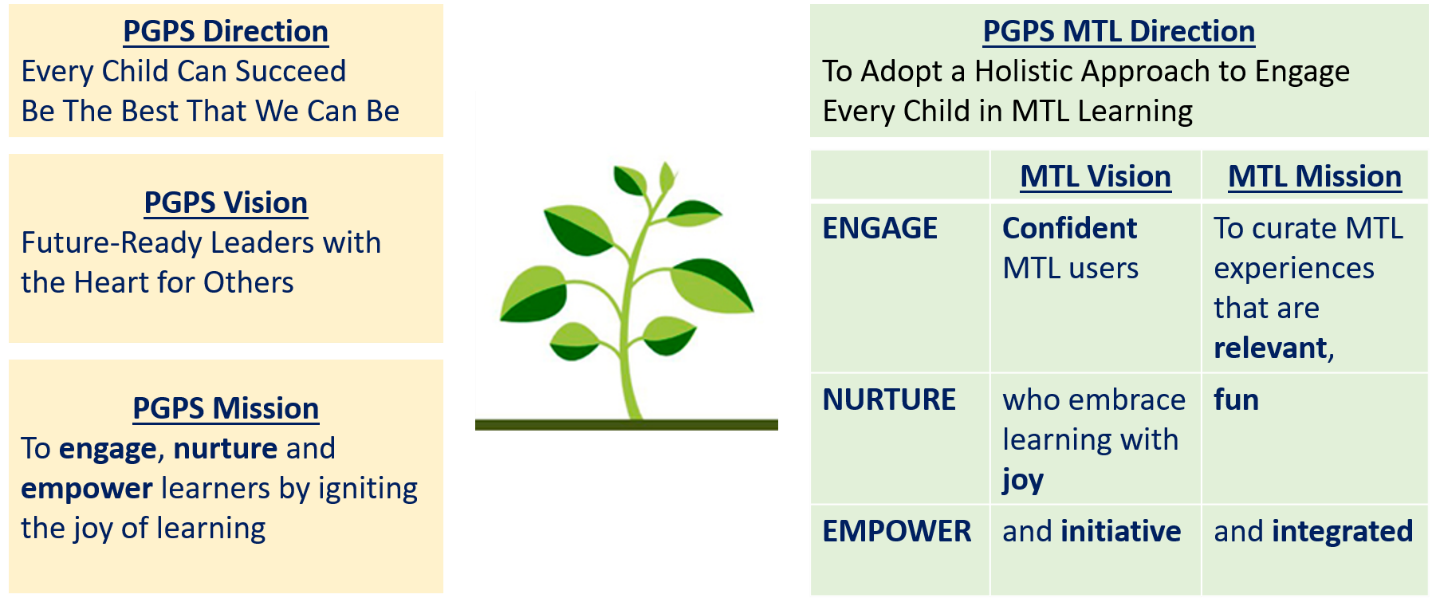 PGPS Direction
Every Child Can Succeed
Be The Best That We Can Be
PGPS Vision
Future-Ready Leaders with
the Heart for Others
PGPS Mission
To engage, nurture and
empower learners by igniting
the joy of learning
PGPS MTL Direction
To Adopt a Holistic Approach to Engage
Every Child in MTL Learning
MTL Vision
MTL Mission
ENGAGE
Confident
MTL users
To curate MTL
experiences
that are
relevant,
NURTURE
who embrace
learning with
joy
fun
EMPOWER
and initiative
and integrated